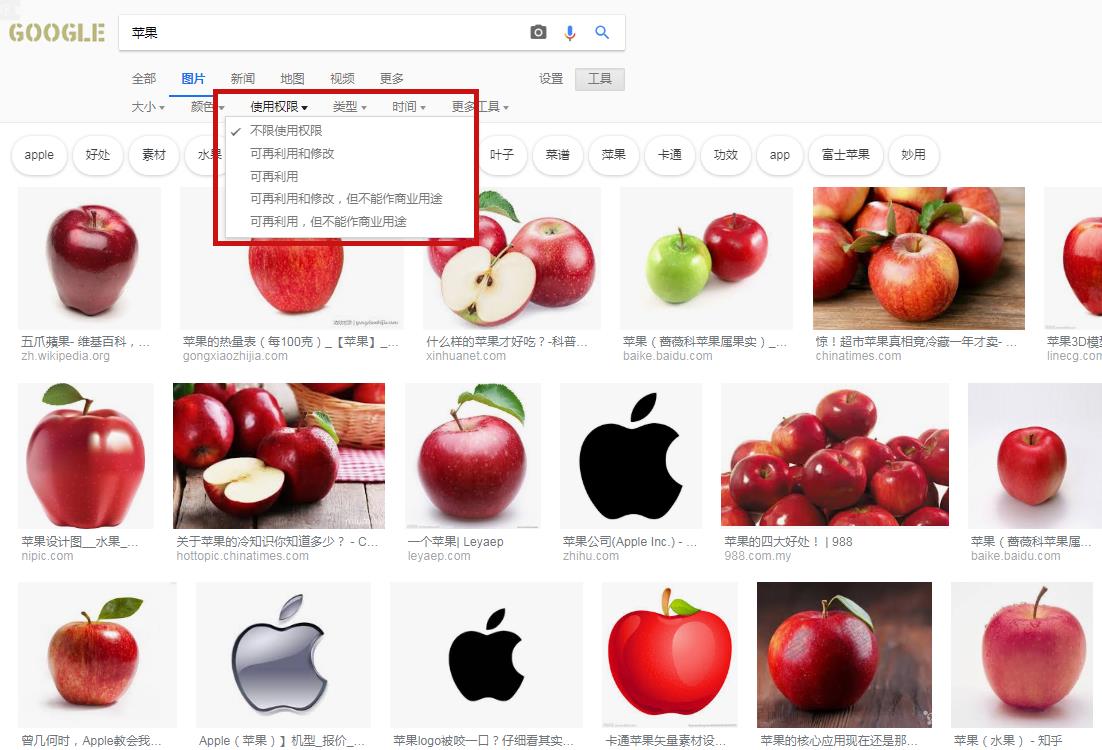 GOOGLE
苹果
全部 图片 新闻 地图 视频 更多 设置 工具
大小 颜色 使用权限 类型 时间 更多工具
不限使用权限
可再利用和修改
可再利用
可再利用和修改，但不能作商业用途
可再利用，但不能作商业用途
apple 好处 素材 水果 叶子 菜谱 苹果 卡通 功效 app 富士苹果 妙用
五爪蘋果- 维基百科，...
zh.wikipedia.org
苹果的热量表（每100克）_【苹果】_...
gongxiaozhijia.com
什么样的苹果才好吃？-科普...
xinhuanet.com
苹果（蔷薇科苹果属果实）_...
baike.baidu.com
惊！超市苹果真相竟冷藏一年才卖- ...
chinatimes.com
苹果3D模型
linecg.com
苹果设计图__水果_...
nipic.com
关于苹果的冷知识你知道多少？ - C...
hottopic.chinatimes.com
一个苹果| Leyaep
leyaep.com
苹果公司(Apple Inc.) - ...
zhihu.com
苹果的四大好处！ | 988
988.com.my
苹果（蔷薇科苹果属...
baike.baidu.com
曾几何时，Apple教会我...
Apple（苹果）】机型_报价_...
苹果logo被咬一口？仔细看其实...
卡通苹果矢量素材设...
苹果的核心应用现在还是那...
苹果（水果） - 知乎